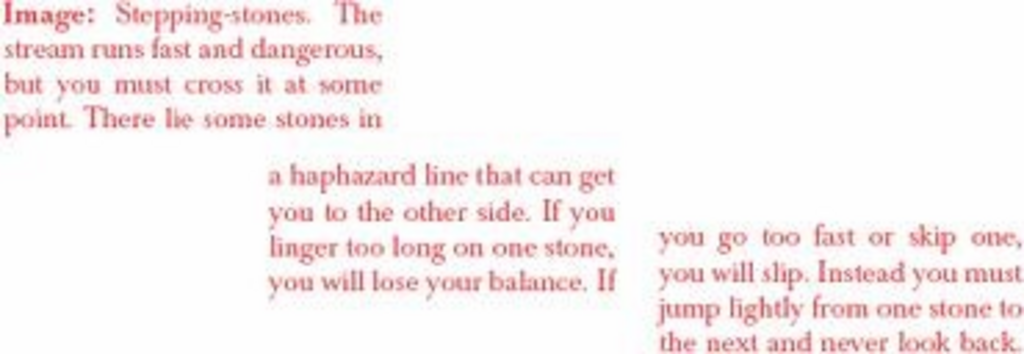 Image: Stepping-stones. The
stream runs fast and dangerous,
but you must cross it at some
point. There lie some stones in
a haphazard line that can get
you to the other side. If you
linger too long on one stone,
you will lose your balance. If
you go too fast or skip one,
you will slip. Instead you must
jump lightly from one stone to
the next and never look back.